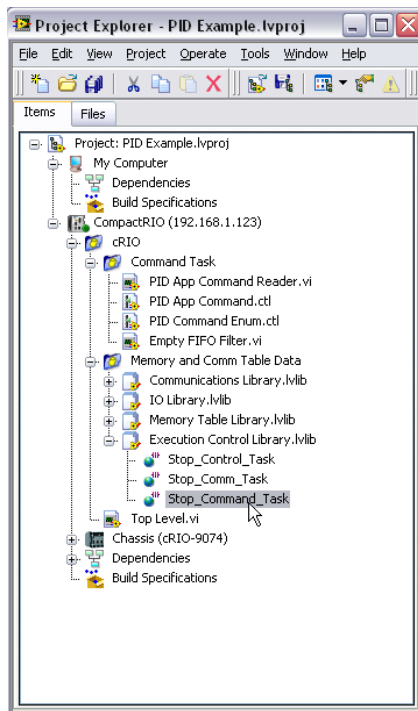 Project Explorer - PID Example.lvproj
File Edit View Project Operate Tools Window Help
Items Files
Project: PID Example.lvproj
My Computer
Dependencies
Build Specifications
CompactRIO (192.168.1.123)
cRIO
Command Task
PID App Command Reader.vi
PID App Command.ctl
PID Command Enum.ctl
Empty FIFO Filter.vi
Memory and Comm Table Data
Communications Library.lvlib
IO Library.lvlib
Memory Table Library.lvlib
Execution Control Library.lvlib
Stop_Control_Task
Stop_Comm_Task
Stop_Command_Task
Top Level.vi
Chassis (cRIO-9074)
Dependencies
Build Specifications